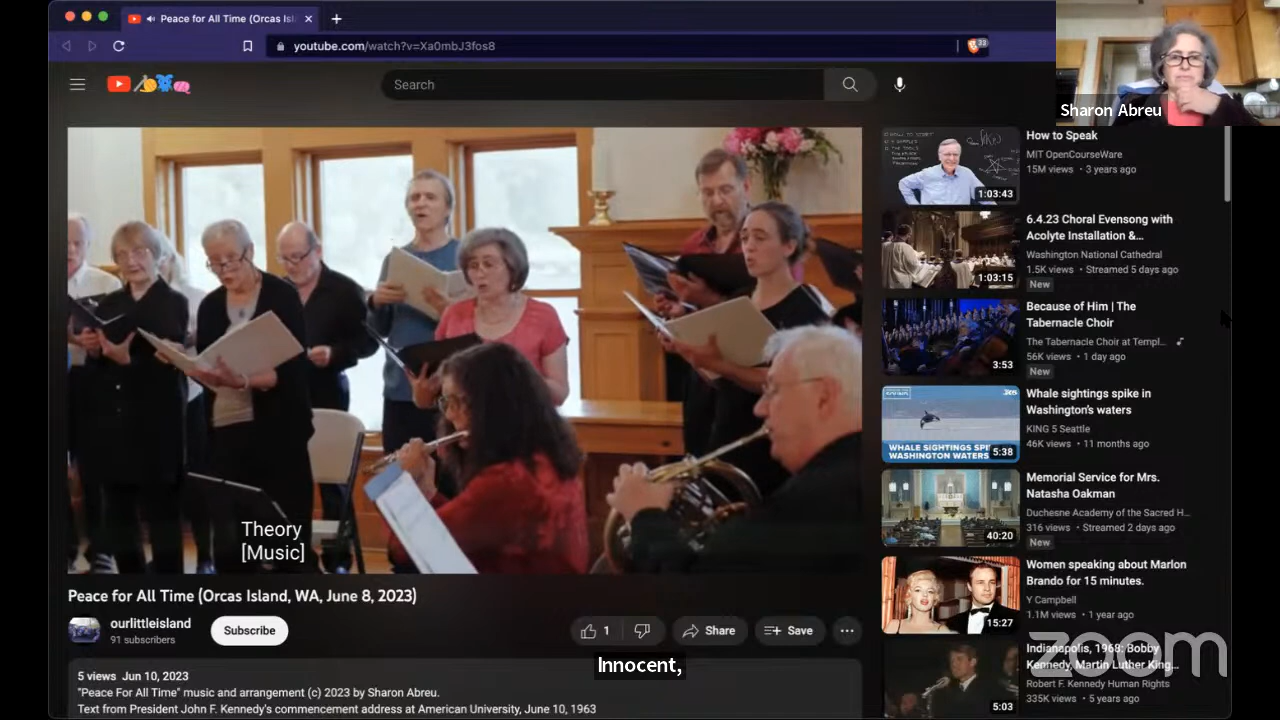 Peace for All Time (Orcas Isl
youtube.com/watch?v=Xa0mbJ3fos8
33
Search
Sharon Abreu
Theory
[Music]
Peace for All Time (Orcas Island, WA, June 8, 2023)
ourlittleisland
91 subscribers
Subscribe
1
Share
Save
Innocent,
5 views Jun 10, 2023
"Peace For All Time" music and arrangement (c) 2023 by Sharon Abreu.
Text from President John F. Kennedy's commencement address at American University, June 10, 1963
How to Speak
MIT OpenCourseWare
15M views • 3 years ago
1:03:43
6.4.23 Choral Evensong with
Acolyte Installation &...
Washington National Cathedral
1.5K views • Streamed 5 days ago
New
1:03:15
Because of Him | The
Tabernacle Choir
The Tabernacle Choir at Templ...
56K views • 1 day ago
New
3:53
Whale sightings spike in
Washington's waters
KING 5 Seattle
46K views • 11 months ago
WHALE SIGHTINGS SPI
WASHINGTON WATERS
5:38
Memorial Service for Mrs.
Natasha Oakman
Duchesne Academy of the Sacred H...
316 views • Streamed 2 days ago
New
40:20
Women speaking about Marlon
Brando for 15 minutes.
Y Campbell
1.1M views • 1 year ago
15:27
Indianapolis, 1968: Bobby
Kennedy, Martin Luther King...
Robert F. Kennedy Human Rights
335K views • 5 years ago
5:03
zoom